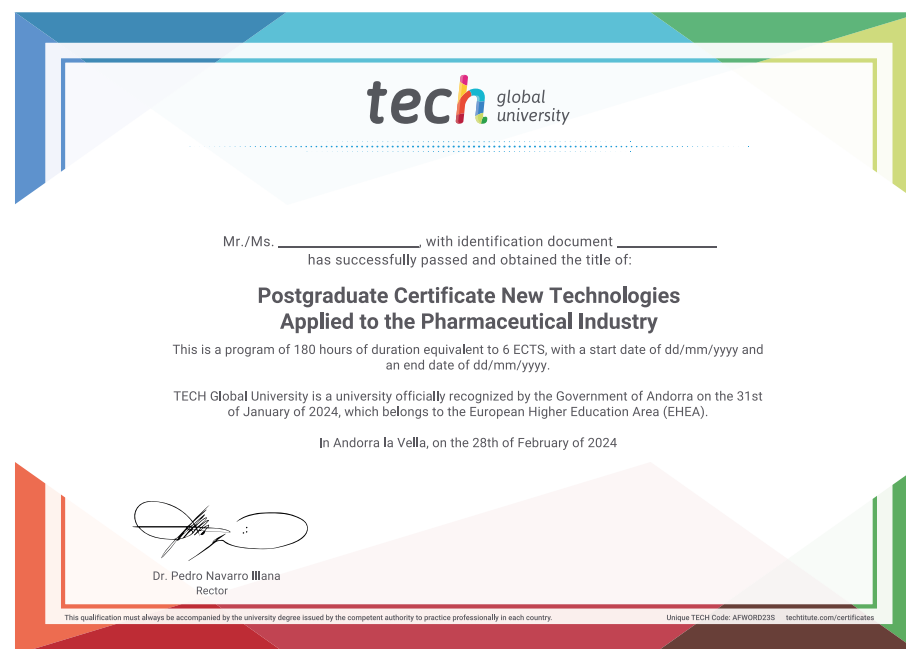 tech global
university
Mr./Ms. ____________________, with identification document ______________
has successfully passed and obtained the title of:
Postgraduate Certificate New Technologies
Applied to the Pharmaceutical Industry
This is a program of 180 hours of duration equivalent to 6 ECTS, with a start date of dd/mm/yyyy and
an end date of dd/mm/yyyy.
TECH Global University is a university officially recognized by the Government of Andorra on the 31st
of January of 2024, which belongs to the European Higher Education Area (EHEA).
In Andorra la Vella, on the 28th of February of 2024
Dr. Pedro Navarro Illana
Rector
This qualification must always be accompanied by the university degree issued by the competent authority to practice professionally in each country.
Unique TECH Code: AFWORD23S techtitute.com/certificates